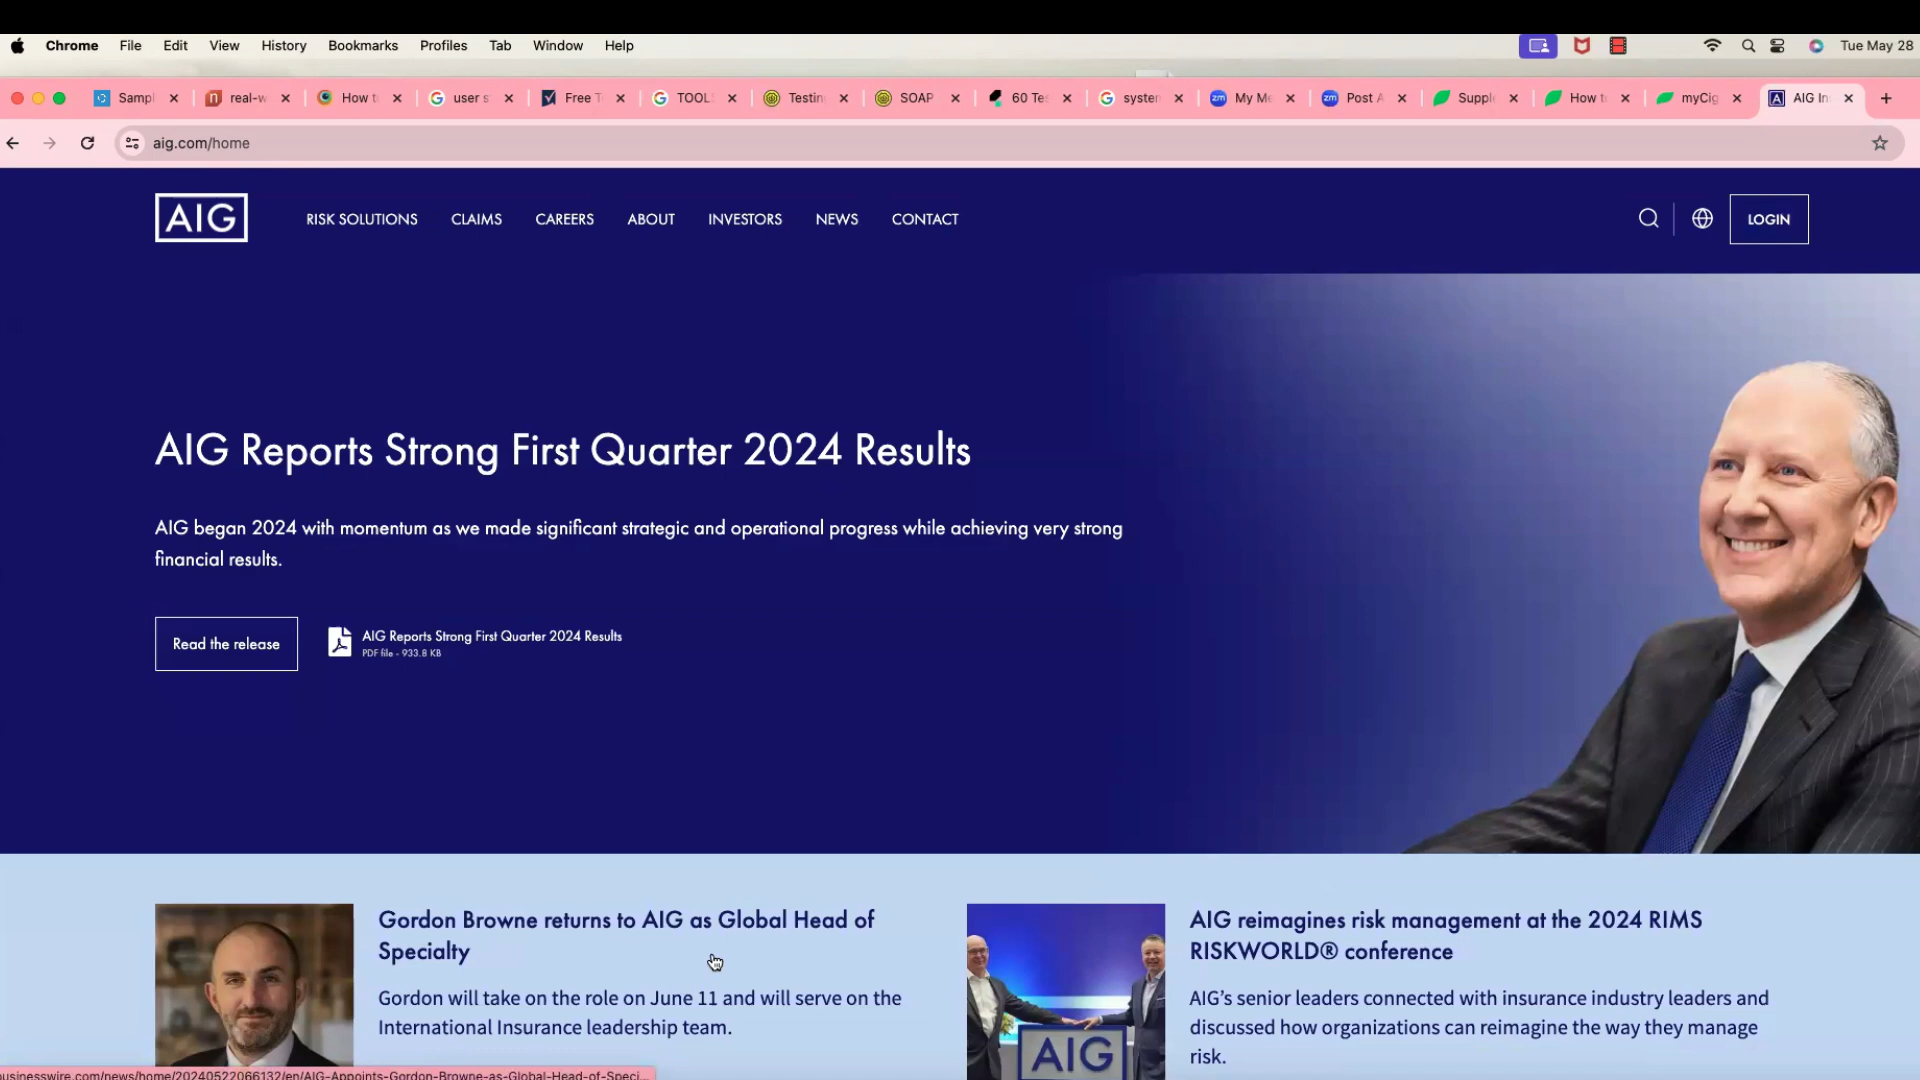 Chrome File Edit View History Bookmarks Profiles Tab Window Help Tue May 28
Sampl real-w How t user s Free T TOOL Testin SOAP 60 Tes system My Me Post A Supple How t myCig AIG In
aig.com/home
AIG RISK SOLUTIONS CLAIMS CAREERS ABOUT INVESTORS NEWS CONTACT LOGIN
AIG Reports Strong First Quarter 2024 Results
AIG began 2024 with momentum as we made significant strategic and operational progress while achieving very strong
financial results.
Read the release
AIG Reports Strong First Quarter 2024 Results
PDF file - 933.8 KB
Gordon Browne returns to AIG as Global Head of
Specialty
Gordon will take on the role on June 11 and will serve on the
International Insurance leadership team.
AIG reimagines risk management at the 2024 RIMS
RISKWORLD® conference
AIG’s senior leaders connected with insurance industry leaders and
discussed how organizations can reimagine the way they manage
risk.
AIG
usinesswire.com/news/home/20240522066132/en/AIG-Appoints-Gordon-Browne-as-Global-Head-of-Speci...